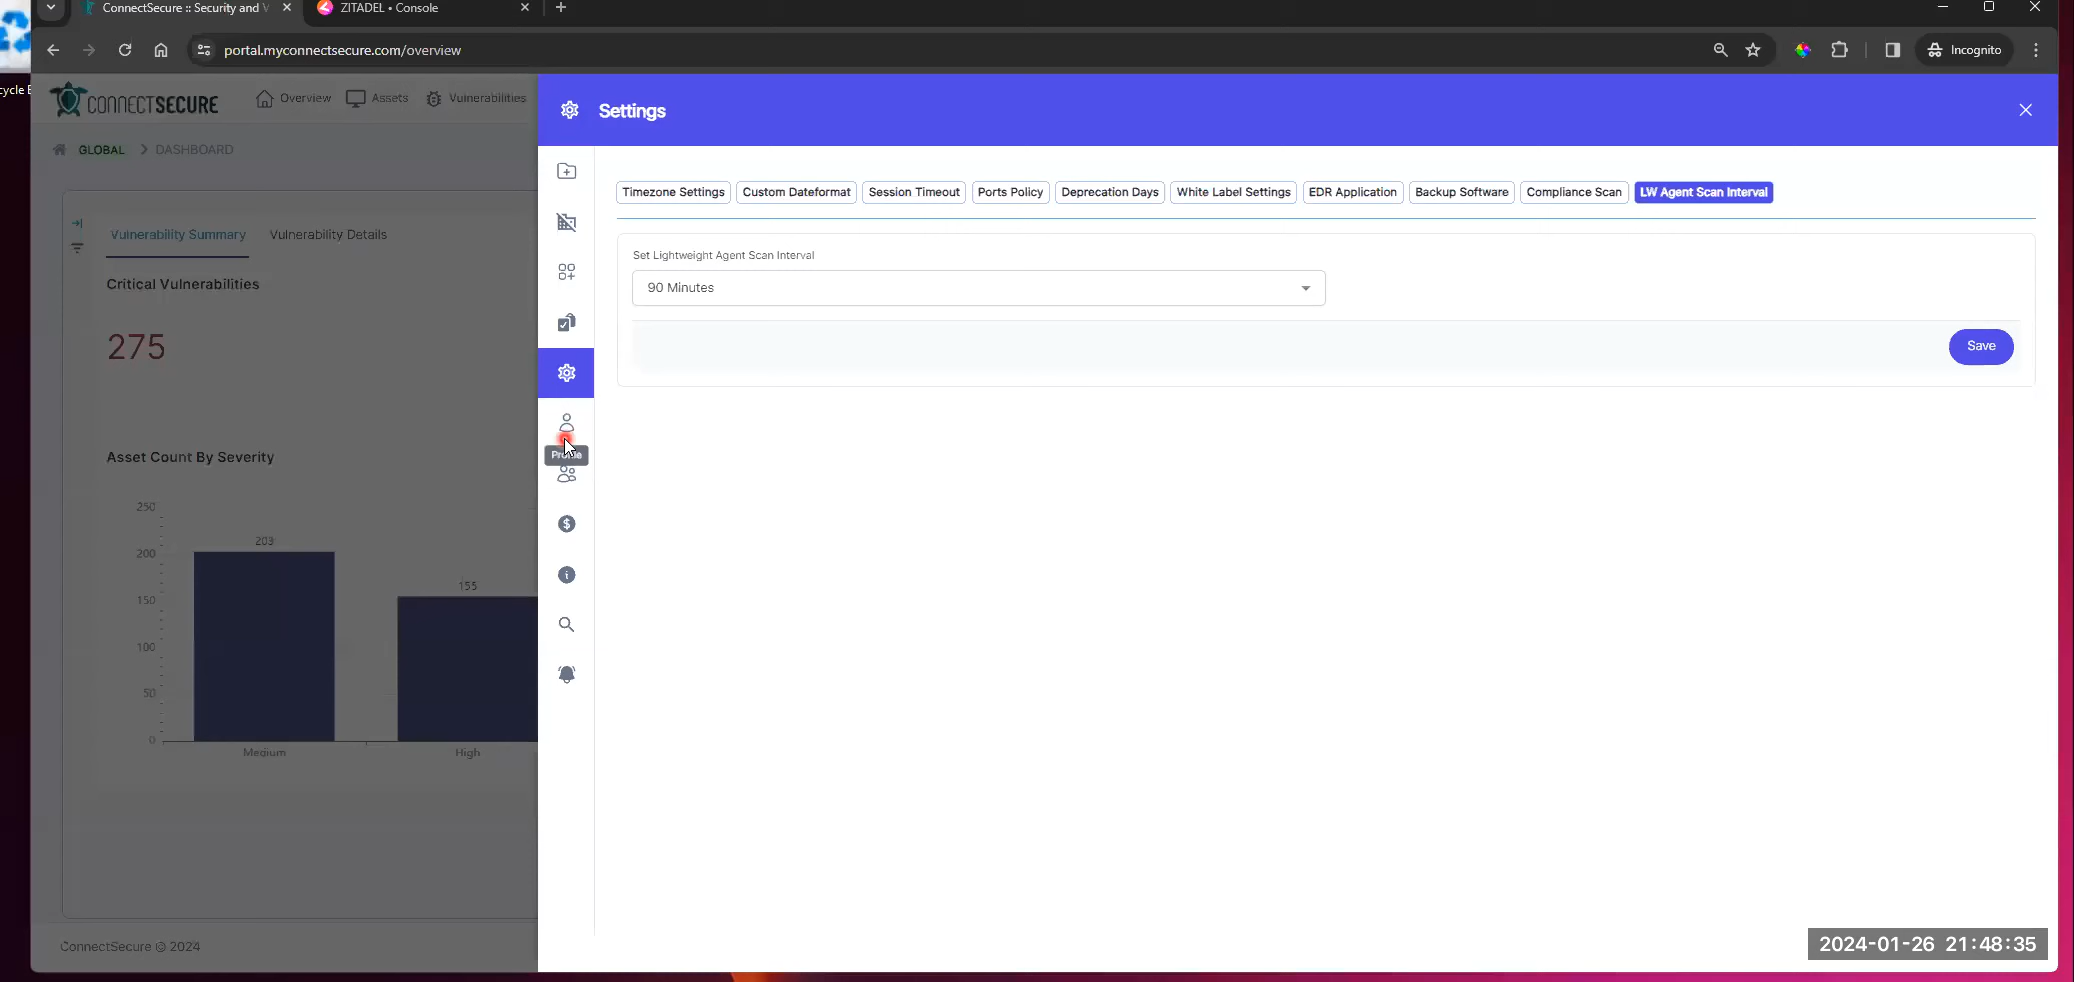 ConnectSecure :: Security and V
ZITADEL • Console
portal.myconnectsecure.com/overview
Incognito
cycle B
CONNECTSECURE
Overview
Assets
Vulnerabilities
Settings
GLOBAL
DASHBOARD
Timezone Settings
Custom Dateformat
Session Timeout
Ports Policy
Deprecation Days
White Label Settings
EDR Application
Backup Software
Compliance Scan
LW Agent Scan Interval
Vulnerability Summary
Vulnerability Details
Set Lightweight Agent Scan Interval
90 Minutes
Save
Critical Vulnerabilities
275
Profile
Asset Count By Severity
250
200
150
100
50
0
203
155
Medium
High
ConnectSecure © 2024
2024-01-26 21:48:35